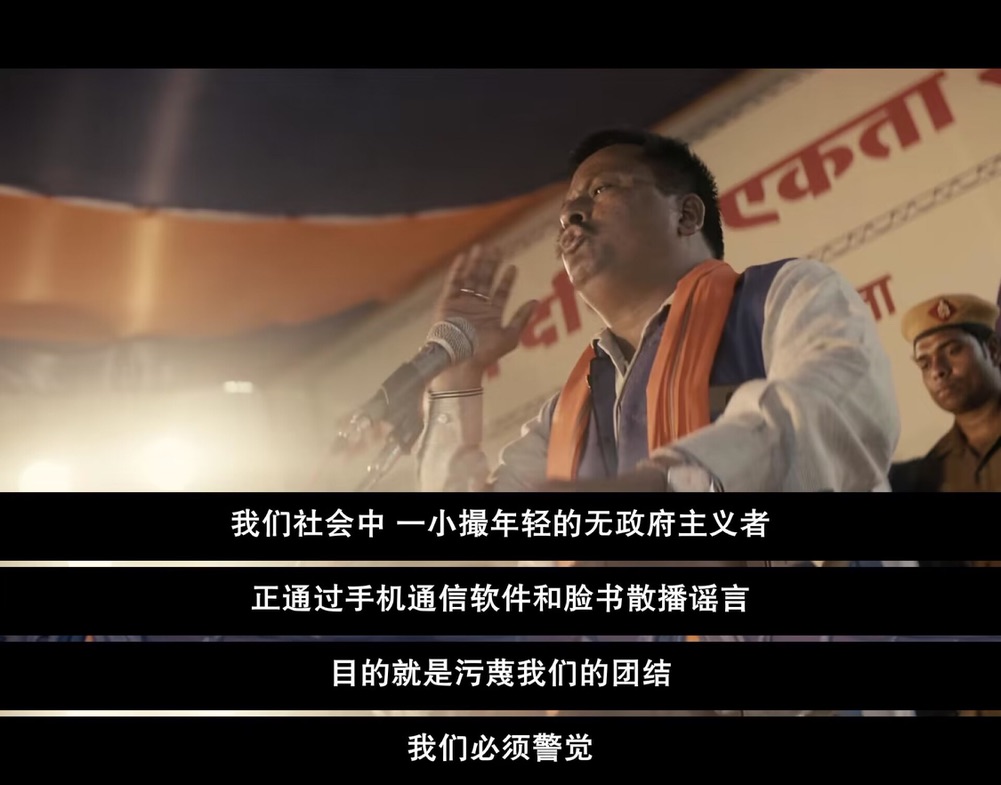 एकता
我们社会中 一小撮年轻的无政府主义者
正通过手机通信软件和脸书散播谣言
目的就是污蔑我们的团结
我们必须警觉